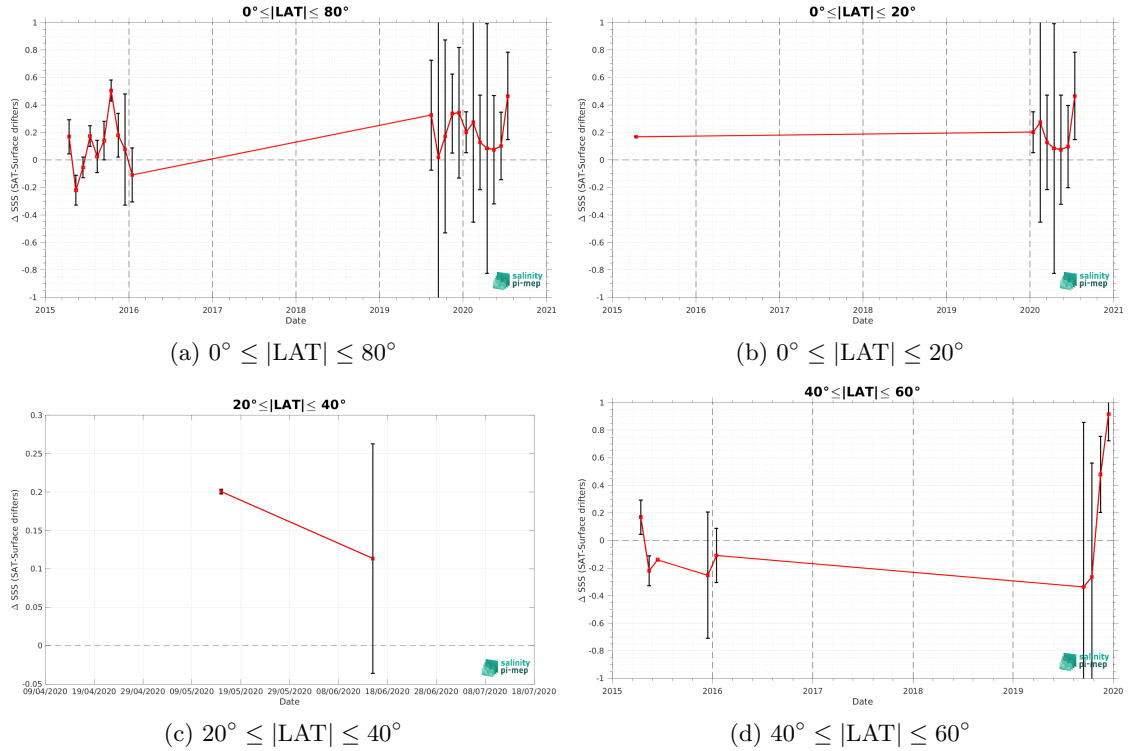 0°≤|LAT|≤ 80°
1
0.8
0.6
0.4
0.2
0
-0.2
-0.4
-0.6
-0.8
-1
Δ SSS (SAT-Surface drifters)
2015 2016 2017 2018 2019 2020 2021
Date
salinity
pi-mep
(a) 0° ≤ |LAT| ≤ 80°
0°≤|LAT|≤ 20°
1
0.8
0.6
0.4
0.2
0
-0.2
-0.4
-0.6
-0.8
-1
Δ SSS (SAT-Surface drifters)
2015 2016 2017 2018 2019 2020 2021
Date
salinity
pi-mep
(b) 0° ≤ |LAT| ≤ 20°
20°≤|LAT|≤ 40°
0.3
0.25
0.2
0.15
0.1
0.05
0
-0.05
Δ SSS (SAT-Surface drifters)
09/04/2020 19/04/2020 29/04/2020 09/05/2020 19/05/2020 29/05/2020 08/06/2020 18/06/2020 28/06/2020 08/07/2020 18/07/2020
Date
salinity
pi-mep
(c) 20° ≤ |LAT| ≤ 40°
40°≤|LAT|≤ 60°
1
0.8
0.6
0.4
0.2
0
-0.2
-0.4
-0.6
-0.8
-1
Δ SSS (SAT-Surface drifters)
2015 2016 2017 2018 2019 2020
Date
salinity
pi-mep
(d) 40° ≤ |LAT| ≤ 60°